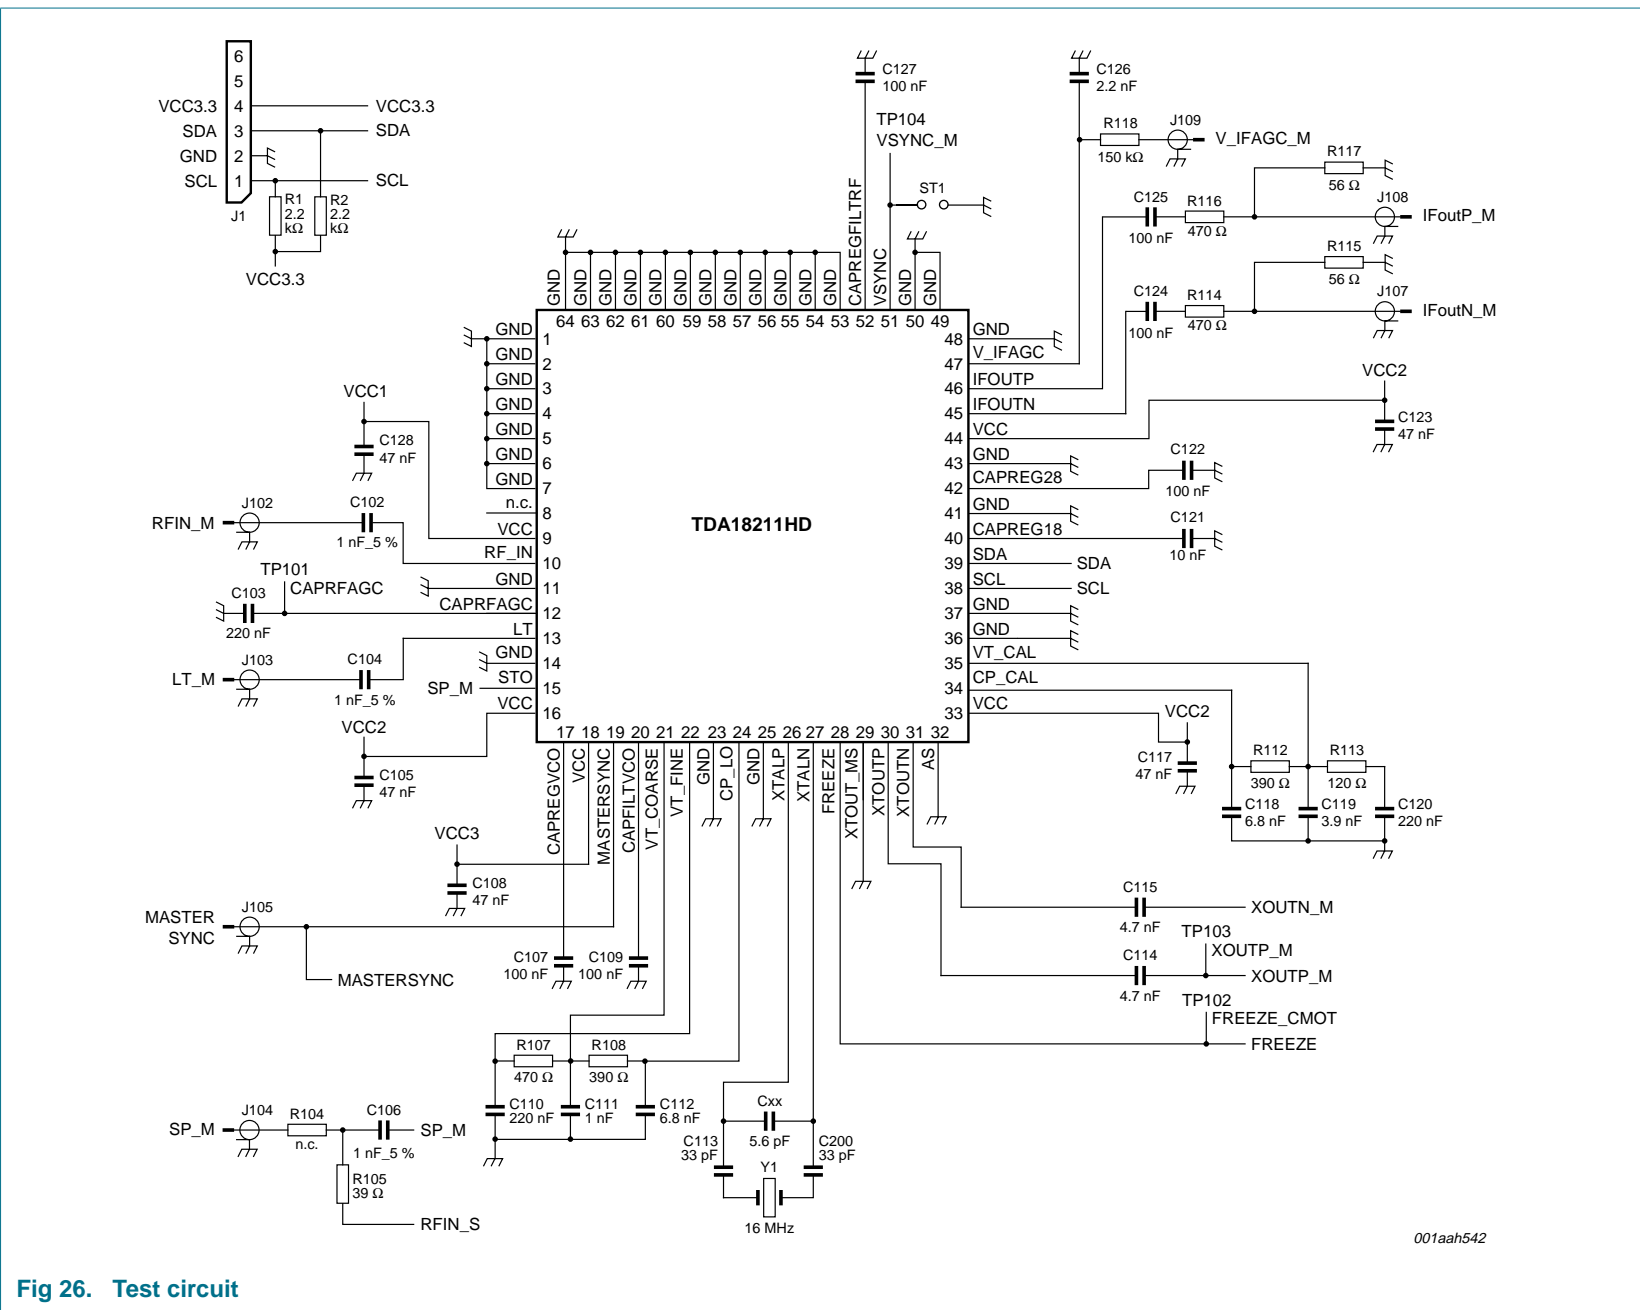 6
5
VCC3.3 4 VCC3.3
SDA 3 SDA
GND 2
SCL 1 SCL
J1
R1
2.2
kΩ
R2
2.2
kΩ
VCC3.3
C127
100 nF
TP104
VSYNC_M
ST1
C126
2.2 nF
R118
150 kΩ
J109
V_IFAGC_M
R117
56 Ω
C125
100 nF
R116
470 Ω
J108
IFoutP_M
R115
56 Ω
C124
100 nF
R114
470 Ω
J107
IFoutN_M
GND GND GND GND GND GND GND GND GND GND GND GND CAPREGFILTRF VSYNC GND GND
64 63 62 61 60 59 58 57 56 55 54 53 52 51 50 49
GND 1
GND 2
GND 3
GND 4
GND 5
GND 6
GND 7
n.c. 8
VCC 9
RF_IN 10
GND 11
CAPRFAGC 12
LT 13
GND 14
STO 15
VCC 16
TDA18211HD
48 GND
47 V_IFAGC
46 IFOUTP
45 IFOUTN
44 VCC
43 GND
42 CAPREG28
41 GND
40 CAPREG18
39 SDA SDA
38 SCL SCL
37 GND
36 GND
35 VT_CAL
34 CP_CAL
33 VCC
17 18 19 20 21 22 23 24 25 26 27 28 29 30 31 32
CAPREGVCO VCC MASTERSYNC CAPFILTVCO VT_COARSE VT_FINE GND CP_LO GND XTALP XTALN FREEZE XTOUT_MS XTOUTP XTOUTN AS
VCC1
C128
47 nF
RFIN_M
J102
C102
1 nF_5 %
TP101
CAPRFAGC
C103
220 nF
LT_M
J103
C104
1 nF_5 %
SP_M
VCC2
C105
47 nF
VCC3
C108
47 nF
MASTER
SYNC
J105
MASTERSYNC
C107
100 nF
C109
100 nF
VCC2
C123
47 nF
C122
100 nF
C121
10 nF
VCC2
C117
47 nF
R112
390 Ω
R113
120 Ω
C118
6.8 nF
C119
3.9 nF
C120
220 nF
C115
4.7 nF
XOUTN_M
TP103
XOUTP_M
C114
4.7 nF
XOUTP_M
TP102
FREEZE_CMOT
FREEZE
R107
470 Ω
R108
390 Ω
C110
220 nF
C111
1 nF
C112
6.8 nF
Cxx
5.6 pF
C113
33 pF
C200
33 pF
Y1
16 MHz
SP_M
J104
R104
n.c.
C106
1 nF_5 %
SP_M
R105
39 Ω
RFIN_S
001aah542
Fig 26. Test circuit